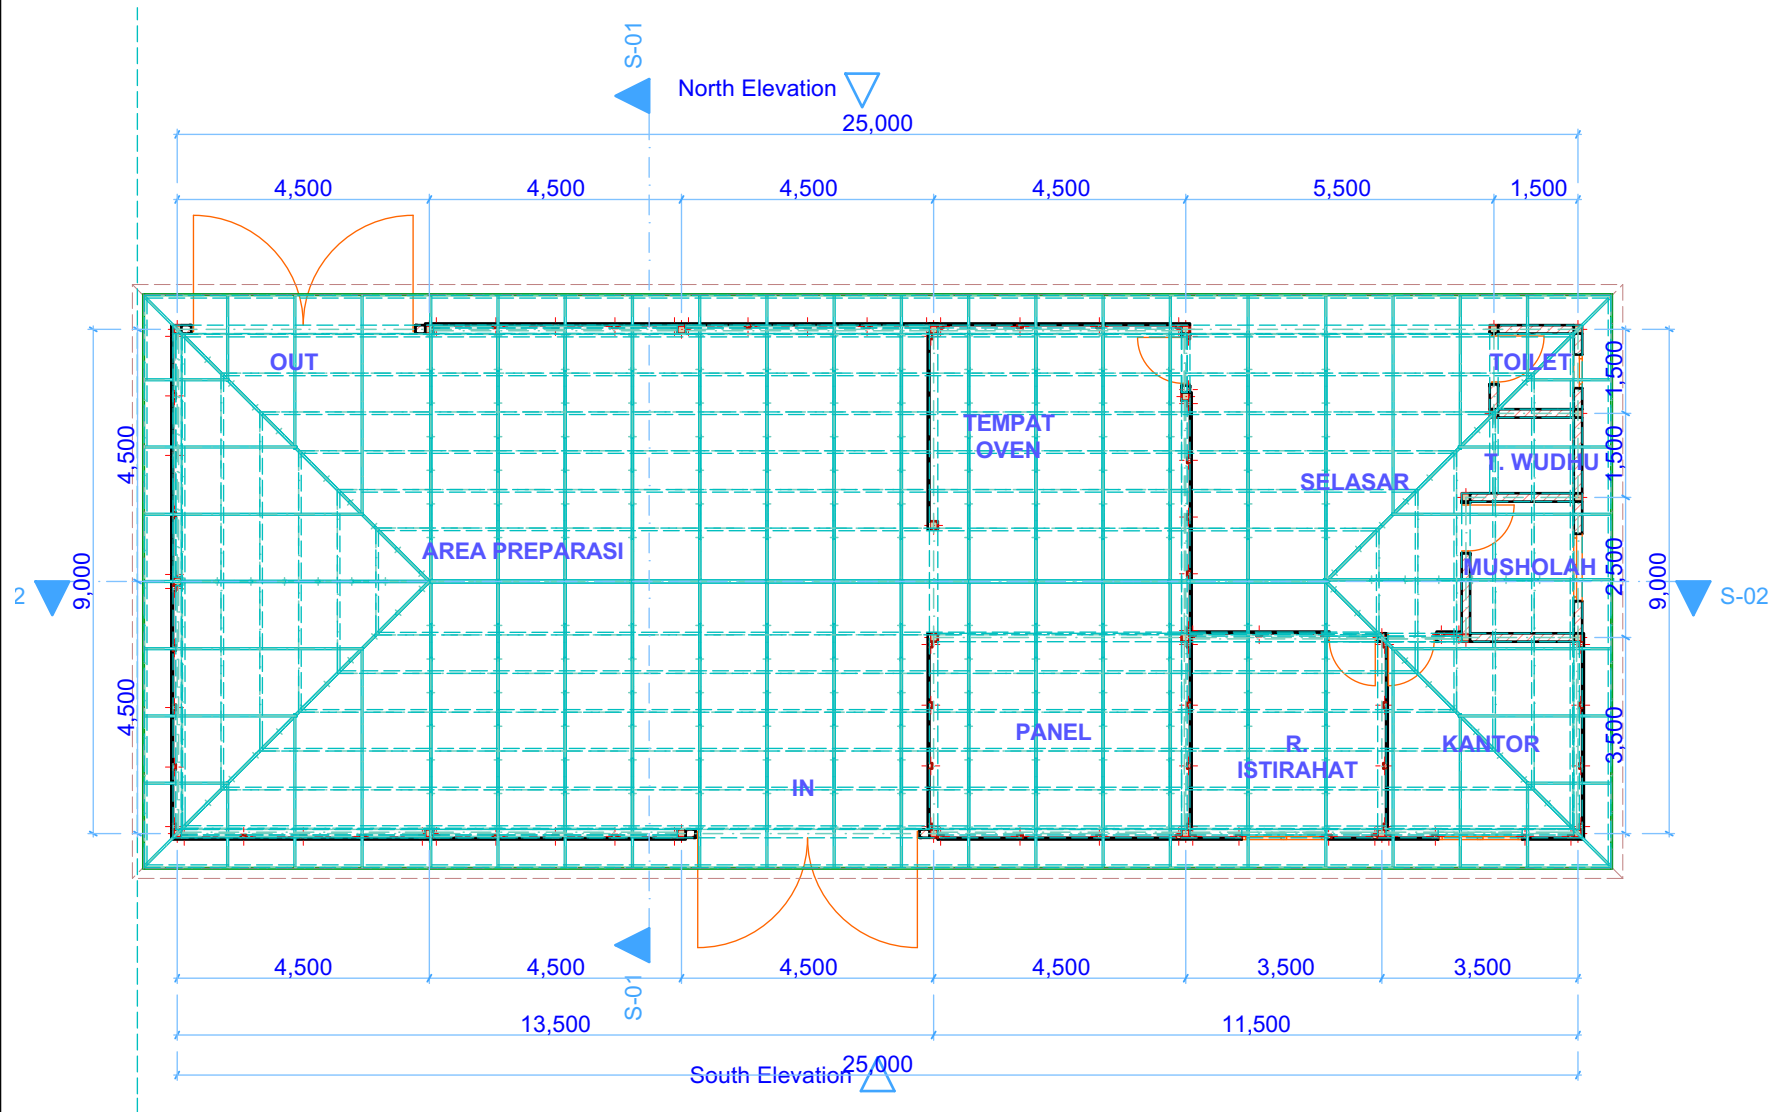 S-01
North Elevation
25,000
4,500
4,500
4,500
4,500
5,500
1,500
OUT
TOILET
1,500
TEMPAT
OVEN
4,500
SELASAR
T. WUDHU
1,500
AREA PREPARASI
MUSHOLAH
2,500
9,000
9,000
2
S-02
4,500
PANEL
R.
ISTIRAHAT
KANTOR
3,500
IN
4,500
4,500
4,500
4,500
3,500
3,500
S-01
13,500
11,500
25,000
South Elevation